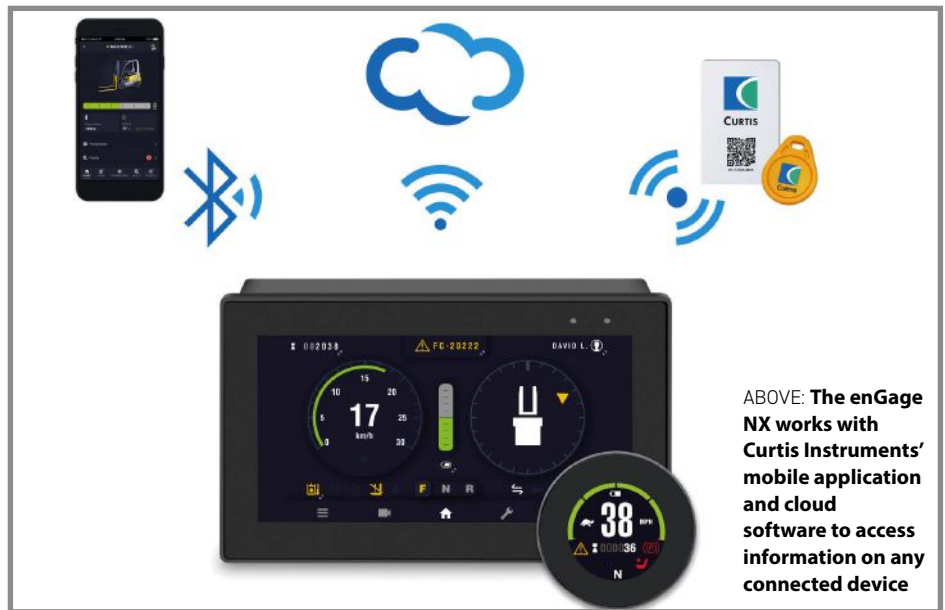 CURTIS
CURTIS
082038
FC-20222
DAVID L.
15
10
20
17
5
25
km/h
0
30
F N R
38
MPH
000036
N
ABOVE: The enGage
NX works with
Curtis Instruments’
mobile application
and cloud
software to access
information on any
connected device